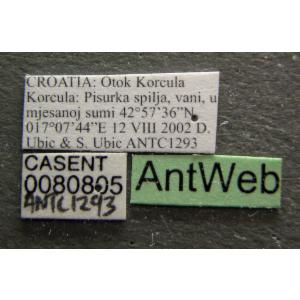 CROATIA: Otok Korcula
Korcula: Pisurka spilja, vani, u
mjesanoj sumi 42°57'36"N,
017°07'44"E 12 VIII 2002 D.
Ubic & S. Ubic ANTC1293
CASENT
0080805
ANTC1293
AntWeb